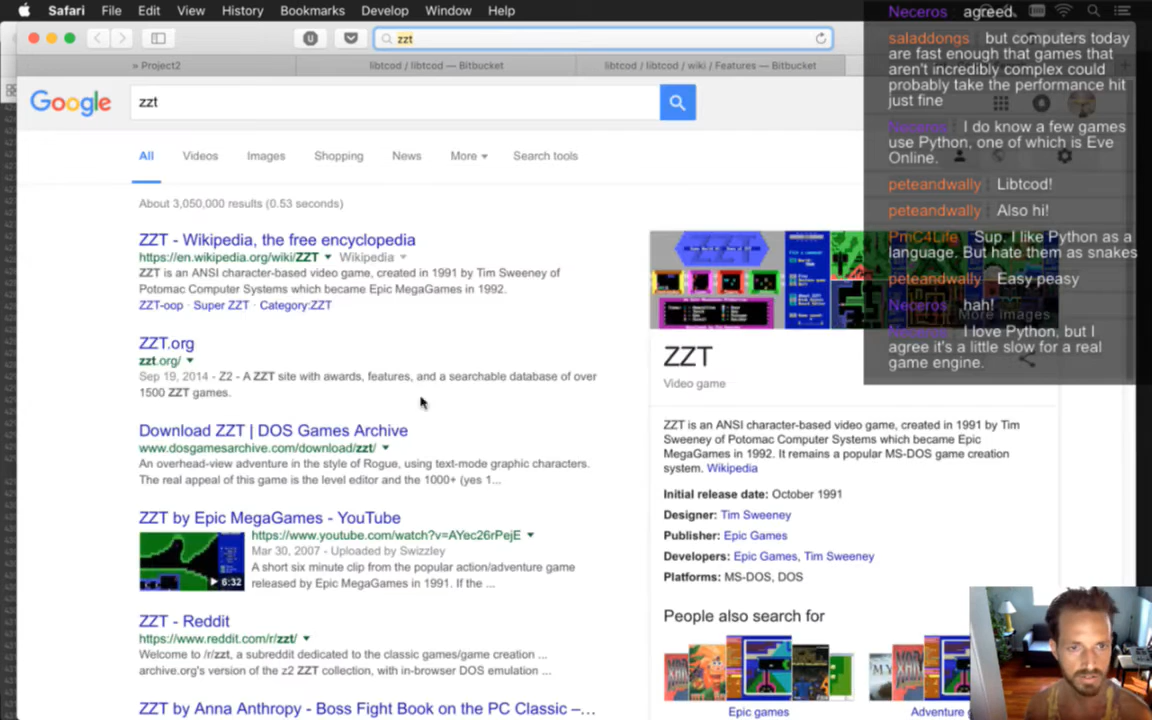 Safari File Edit View History Bookmarks Develop Window Help
zzt
» Project2
libtcod / libtcod — Bitbucket
libtcod / libtcod / wiki / Features — Bitbucket
Google
zzt
All Videos Images Shopping News More Search tools
About 3,050,000 results (0.53 seconds)
ZZT - Wikipedia, the free encyclopedia
https://en.wikipedia.org/wiki/ZZT Wikipedia
ZZT is an ANSI character-based video game, created in 1991 by Tim Sweeney of
Potomac Computer Systems which became Epic MegaGames in 1992.
ZZT-oop · Super ZZT · Category:ZZT
ZZT.org
zzt.org/
Sep 19, 2014 - Z2 - A ZZT site with awards, features, and a searchable database of over
1500 ZZT games.
Download ZZT | DOS Games Archive
www.dosgamesarchive.com/download/zzt/
An overhead-view adventure in the style of Rogue, using text-mode graphic characters.
The real appeal of this game is the level editor and the 1000+ (yes 1...
ZZT by Epic MegaGames - YouTube
https://www.youtube.com/watch?v=AYec26rPejE
Mar 30, 2007 - Uploaded by Swizzley
A short six minute clip from the popular action/adventure game
released by Epic MegaGames in 1991. If the ...
6:32
ZZT - Reddit
https://www.reddit.com/r/zzt/
Welcome to /r/zzt, a subreddit dedicated to the classic games/game creation ...
archive.org's version of the z2 ZZT collection, with in-browser DOS emulation ...
ZZT by Anna Anthropy - Boss Fight Book on the PC Classic –...
ZZT
More images
ZZT
Video game
ZZT is an ANSI character-based video game, created in 1991 by Tim
Sweeney of Potomac Computer Systems which became Epic
MegaGames in 1992. It remains a popular MS-DOS game creation
system. Wikipedia
Initial release date: October 1991
Designer: Tim Sweeney
Publisher: Epic Games
Developers: Epic Games, Tim Sweeney
Platforms: MS-DOS, DOS
People also search for
Epic games
Adventure
Neceros agreed.
saladdongs but computers today
are fast enough that games that
aren't incredibly complex could
probably take the performance hit
just fine
Neceros I do know a few games
use Python, one of which is Eve
Online.
peteandwally Libtcod!
peteandwally Also hi!
PmC4Life Sup. I like Python as a
language. But hate them as snakes
peteandwally Easy peasy
Neceros hah!
Neceros I love Python, but I
agree it's a little slow for a real
game engine.